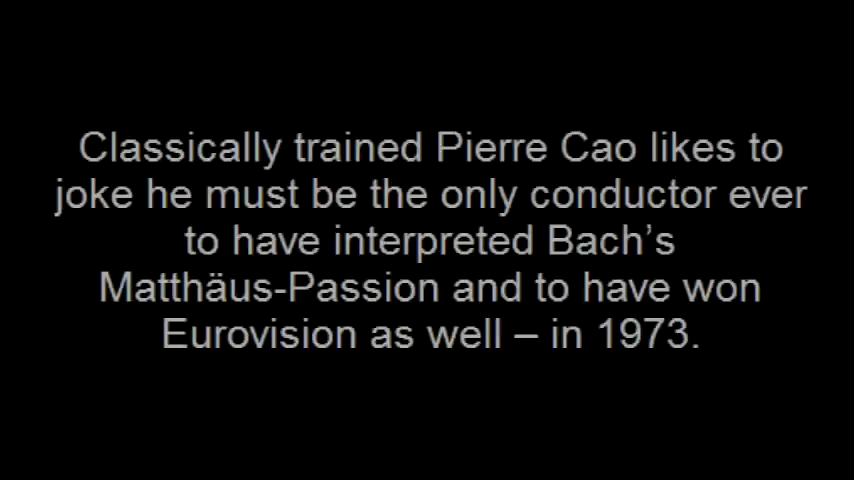 Classically trained Pierre Cao likes to
joke he must be the only conductor ever
to have interpreted Bach’s
Matthäus-Passion and to have won
Eurovision as well – in 1973.